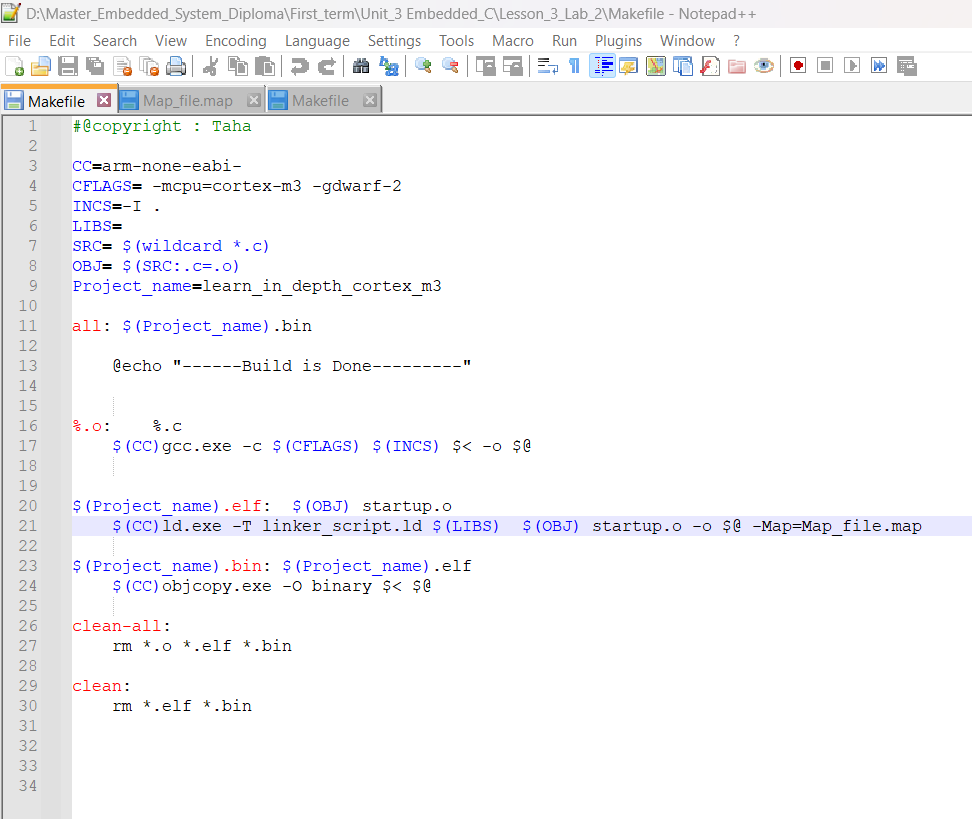 D:\Master_Embedded_System_Diploma\First_term\Unit_3 Embedded_C\Lesson_3_Lab_2\Makefile - Notepad++
File Edit Search View Encoding Language Settings Tools Macro Run Plugins Window ?
Makefile Map_file.map Makefile
1 #@copyright : Taha
2
3 CC=arm-none-eabi-
4 CFLAGS= -mcpu=cortex-m3 -gdwarf-2
5 INCS=-I .
6 LIBS=
7 SRC= $(wildcard *.c)
8 OBJ= $(SRC:.c=.o)
9 Project_name=learn_in_depth_cortex_m3
10
11 all: $(Project_name).bin
12
13     @echo "------Build is Done---------"
14
15
16 %.o:    %.c
17     $(CC)gcc.exe -c $(CFLAGS) $(INCS) $< -o $@
18
19
20 $(Project_name).elf:  $(OBJ) startup.o
21     $(CC)ld.exe -T linker_script.ld $(LIBS)  $(OBJ) startup.o -o $@ -Map=Map_file.map
22
23 $(Project_name).bin: $(Project_name).elf
24     $(CC)objcopy.exe -O binary $< $@
25
26 clean-all:
27     rm *.o *.elf *.bin
28
29 clean:
30     rm *.elf *.bin
31
32
33
34